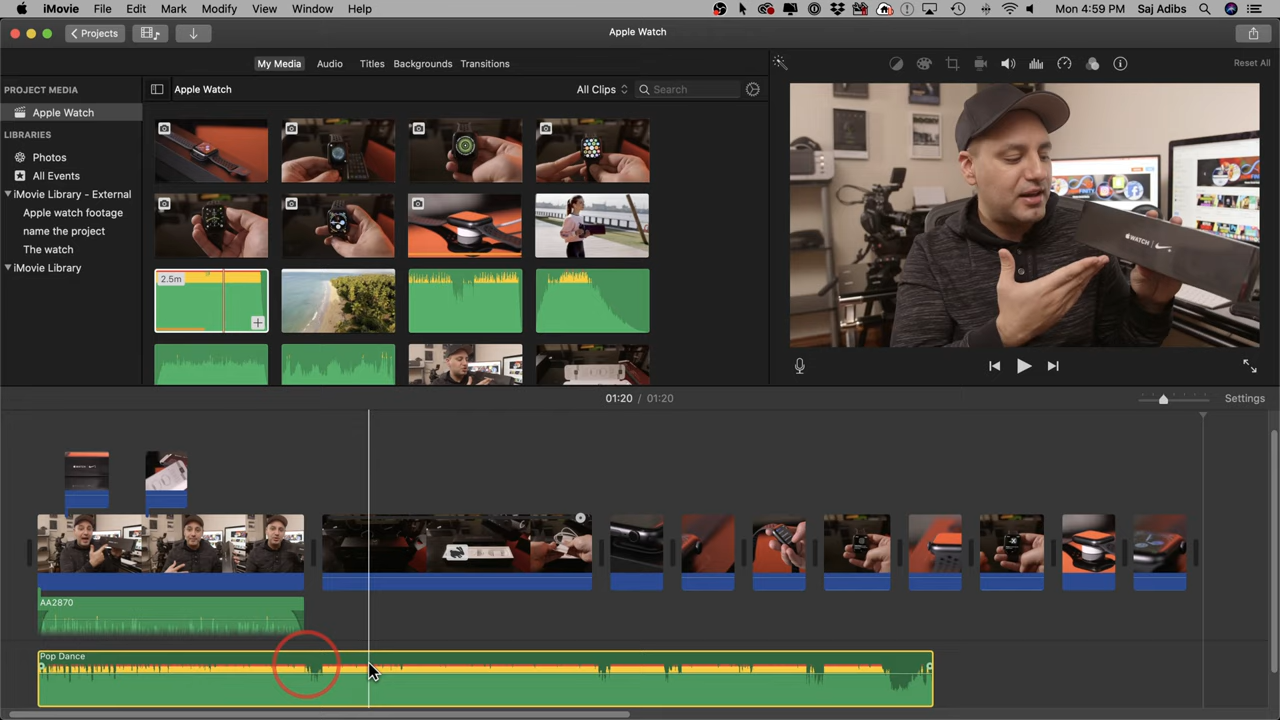 iMovie File Edit Mark Modify View Window Help Mon 4:59 PM Saj Adibs
Projects Apple Watch
My Media Audio Titles Backgrounds Transitions Reset All
PROJECT MEDIA Apple Watch All Clips Search
Apple Watch
LIBRARIES
Photos
All Events
iMovie Library - External
Apple watch footage
name the project
The watch
iMovie Library
2.5m
WATCH
01:20 / 01:20 Settings
AA2870
Pop Dance